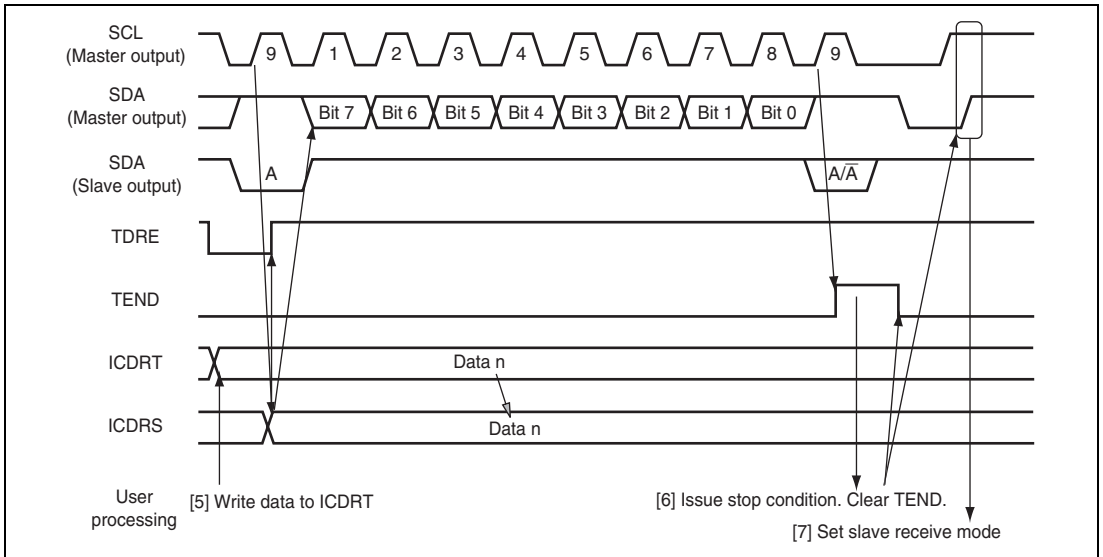 SCL
(Master output)
9 1 2 3 4 5 6 7 8 9
SDA
(Master output)
Bit 7 Bit 6 Bit 5 Bit 4 Bit 3 Bit 2 Bit 1 Bit 0
SDA
(Slave output)
A A/A̅
TDRE
TEND
ICDRT
Data n
ICDRS
Data n
User
processing
[5] Write data to ICDRT
[6] Issue stop condition. Clear TEND.
[7] Set slave receive mode